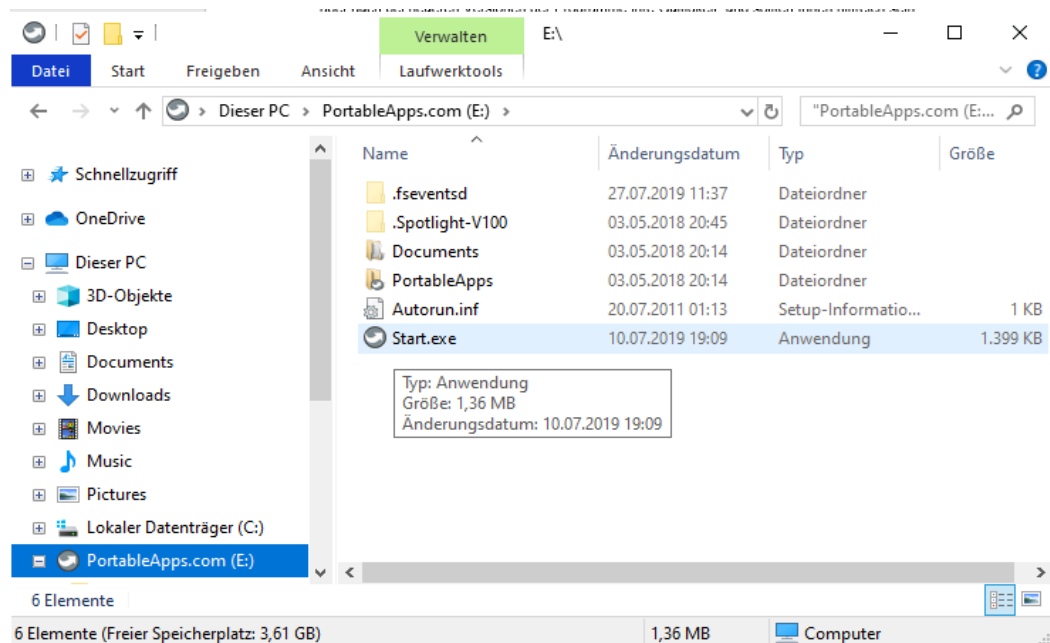 Verwalten
E:\
Datei
Start
Freigeben
Ansicht
Laufwerktools
Dieser PC > PortableApps.com (E:) >
"PortableApps.com (E:...
Name
Änderungsdatum
Typ
Größe
Schnellzugriff
OneDrive
Dieser PC
3D-Objekte
Desktop
Documents
Downloads
Movies
Music
Pictures
Lokaler Datenträger (C:)
PortableApps.com (E:)
.fseventsd 27.07.2019 11:37 Dateiordner
.Spotlight-V100 03.05.2018 20:45 Dateiordner
Documents 03.05.2018 20:14 Dateiordner
PortableApps 03.05.2018 20:14 Dateiordner
Autorun.inf 20.07.2011 01:13 Setup-Informatio... 1 KB
Start.exe 10.07.2019 19:09 Anwendung 1.399 KB
Typ: Anwendung
Größe: 1,36 MB
Änderungsdatum: 10.07.2019 19:09
6 Elemente
6 Elemente (Freier Speicherplatz: 3,61 GB)
1,36 MB
Computer